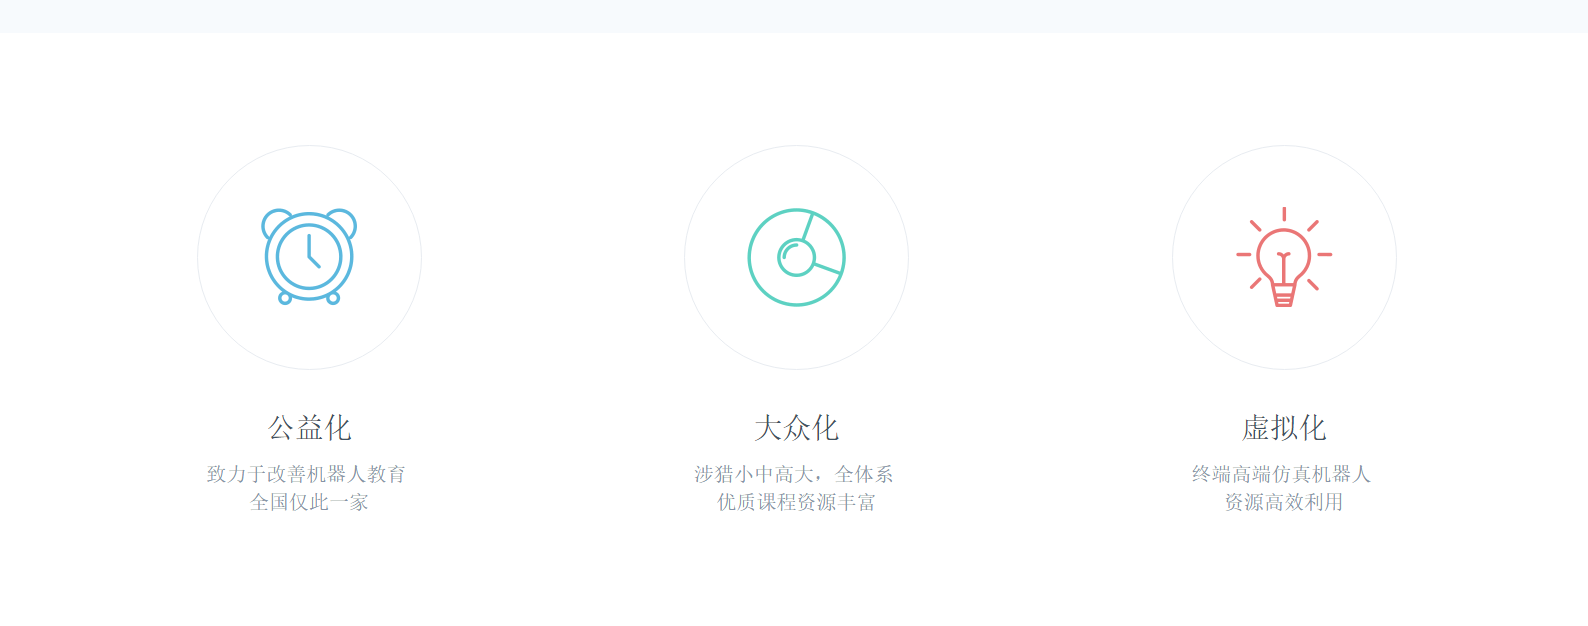 公益化
致力于改善机器人教育
全国仅此一家
大众化
涉猎小中高大，全体系
优质课程资源丰富
虚拟化
终端高端仿真机器人
资源高效利用